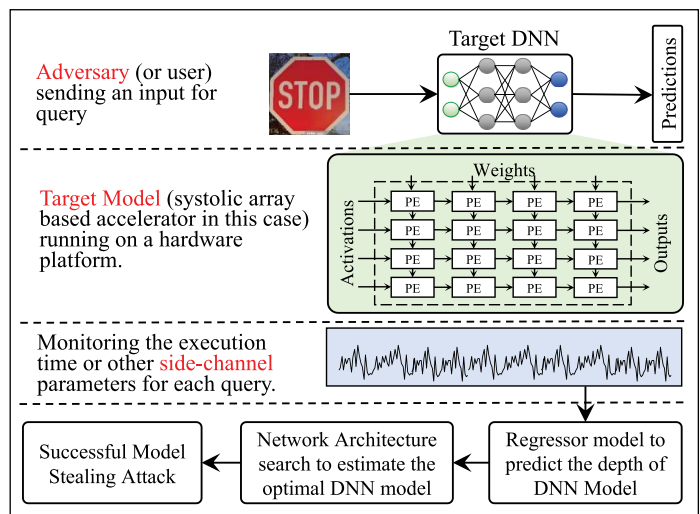 Target DNN
Adversary (or user)
sending an input for
query
STOP
Predictions
Target Model (systolic array
based accelerator in this case)
running on a hardware
platform.
Weights
Activations
PE PE PE PE
PE PE PE PE
PE PE PE PE
PE PE PE PE
Outputs
Monitoring the execution
time or other side-channel
parameters for each query.
Successful Model
Stealing Attack
Network Architecture
search to estimate the
optimal DNN model
Regressor model to
predict the depth of
DNN Model